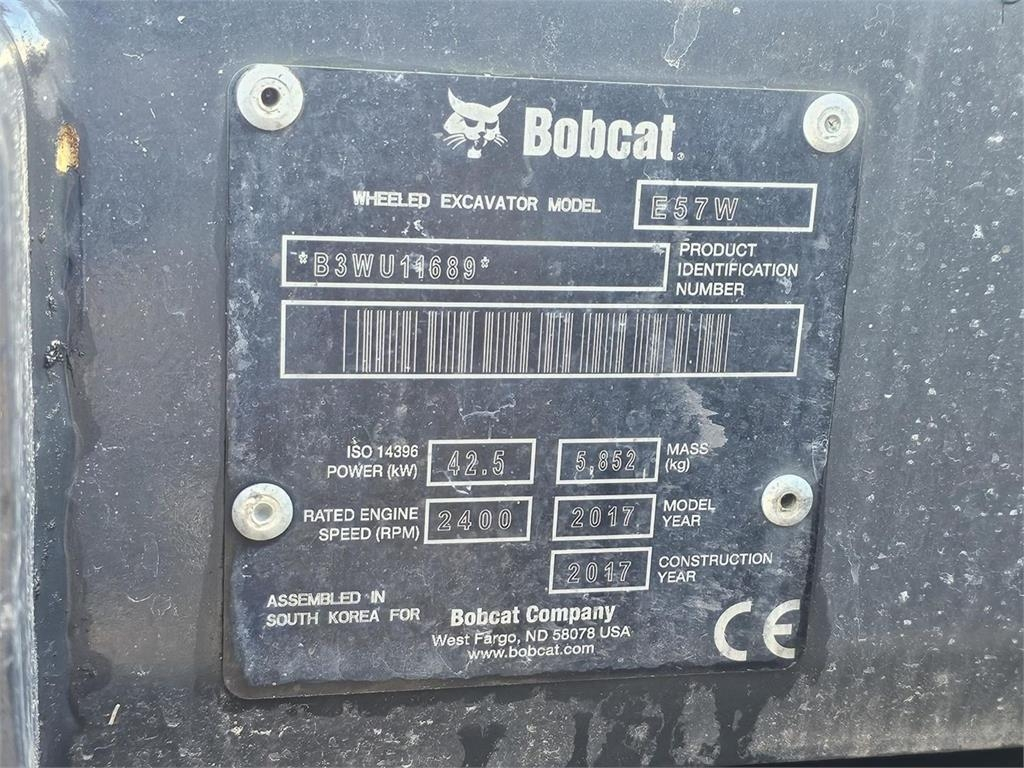 Bobcat.
WHEELED EXCAVATOR MODEL E57W
*B3WU11689* PRODUCT
IDENTIFICATION
NUMBER
ISO 14396
POWER (kW) 42.5 5,852 MASS
(kg)
RATED ENGINE
SPEED (RPM) 2400 2017 MODEL
YEAR
2017 CONSTRUCTION
YEAR
ASSEMBLED IN
SOUTH KOREA FOR
Bobcat Company
West Fargo, ND 58078 USA
www.bobcat.com
CE